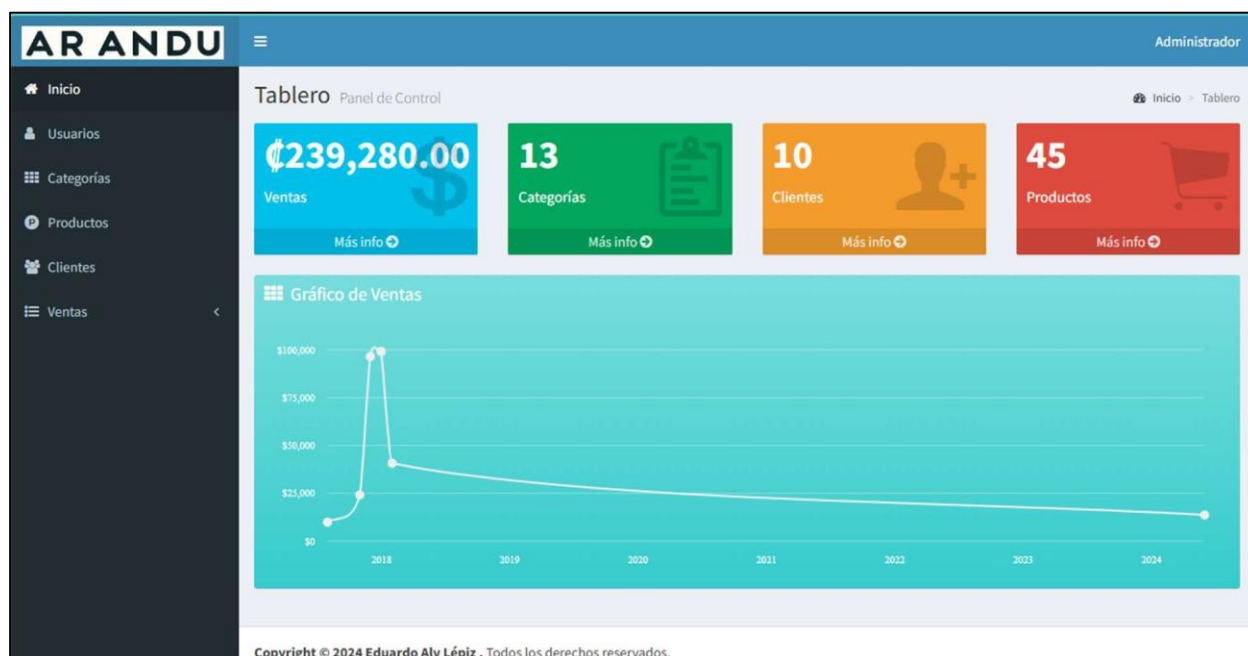 AR ANDU
Administrador
Inicio
Usuarios
Categorías
Productos
Clientes
Ventas
Tablero Panel de Control
Inicio > Tablero
₡239,280.00
Ventas
Más info
13
Categorías
Más info
10
Clientes
Más info
45
Productos
Más info
Gráfico de Ventas
$100,000
$75,000
$50,000
$25,000
$0
2018 2019 2020 2021 2022 2023 2024
Copyright © 2024 Eduardo Aly Lépiz . Todos los derechos reservados.